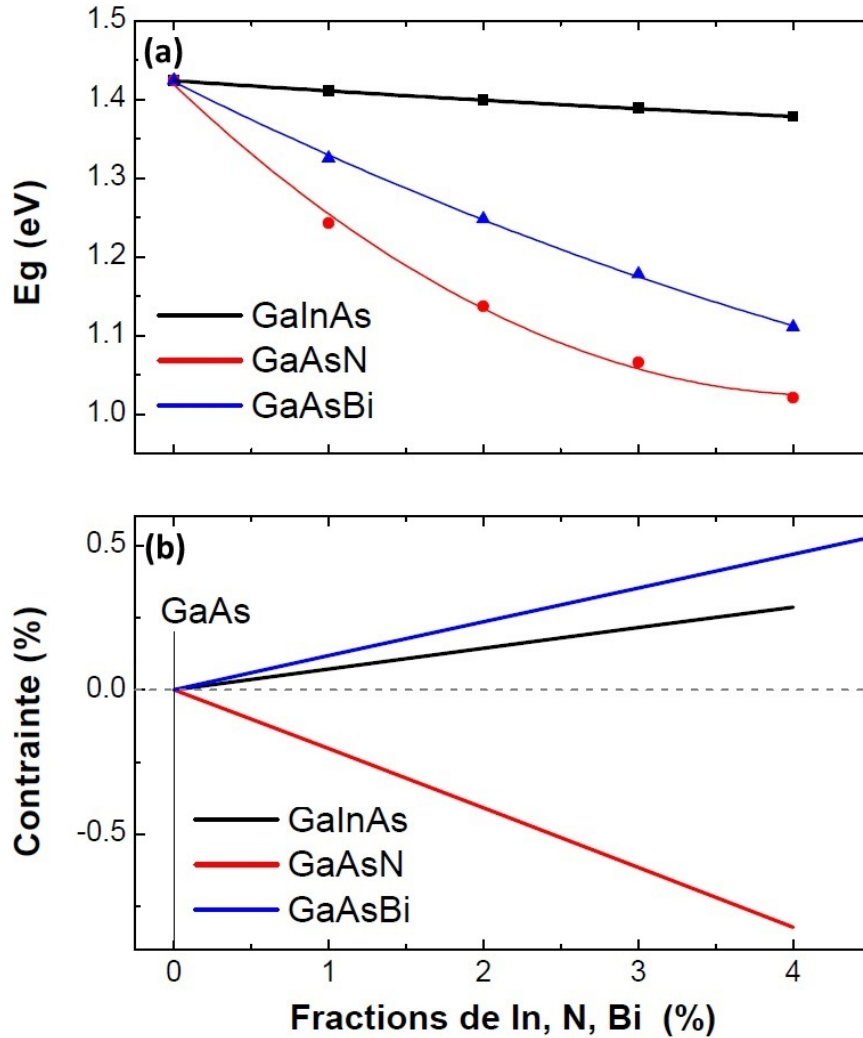 (a)
Eg (eV)
1.5
1.4
1.3
1.2
1.1
1.0
GaInAs
GaAsN
GaAsBi
(b)
Contrainte (%)
0.5
0.0
-0.5
GaAs
GaInAs
GaAsN
GaAsBi
0 1 2 3 4
Fractions de In, N, Bi (%)